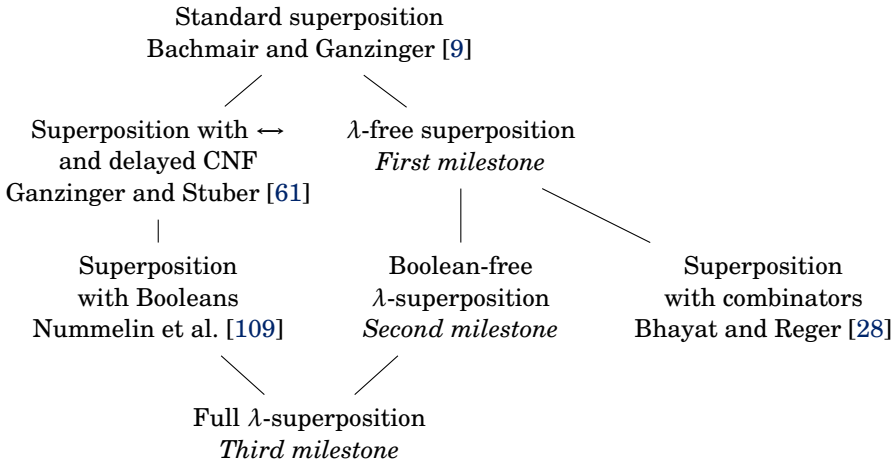 Standard superposition
Bachmair and Ganzinger [9]
Superposition with ↔
and delayed CNF
Ganzinger and Stuber [61]
λ-free superposition
First milestone
Superposition
with Booleans
Nummelin et al. [109]
Boolean-free
λ-superposition
Second milestone
Superposition
with combinators
Bhayat and Reger [28]
Full λ-superposition
Third milestone